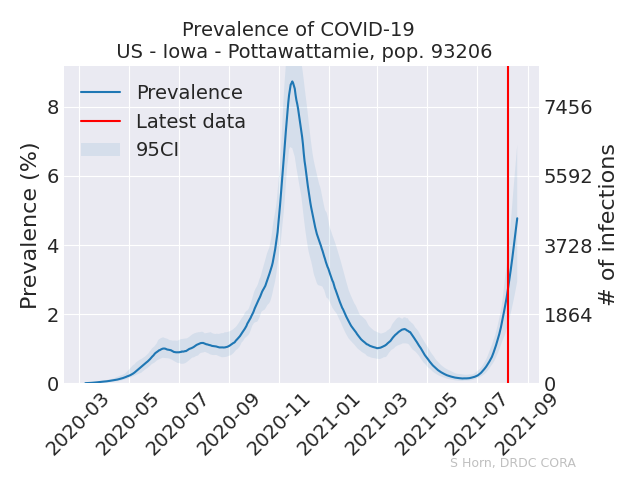 Prevalence of COVID-19
US - Iowa - Pottawattamie, pop. 93206
Prevalence
Latest data
95CI
Prevalence (%)
8
6
4
2
0
7456
5592
3728
1864
0
# of infections
2020-03
2020-05
2020-07
2020-09
2020-11
2021-01
2021-03
2021-05
2021-07
2021-09
S Horn, DRDC CORA